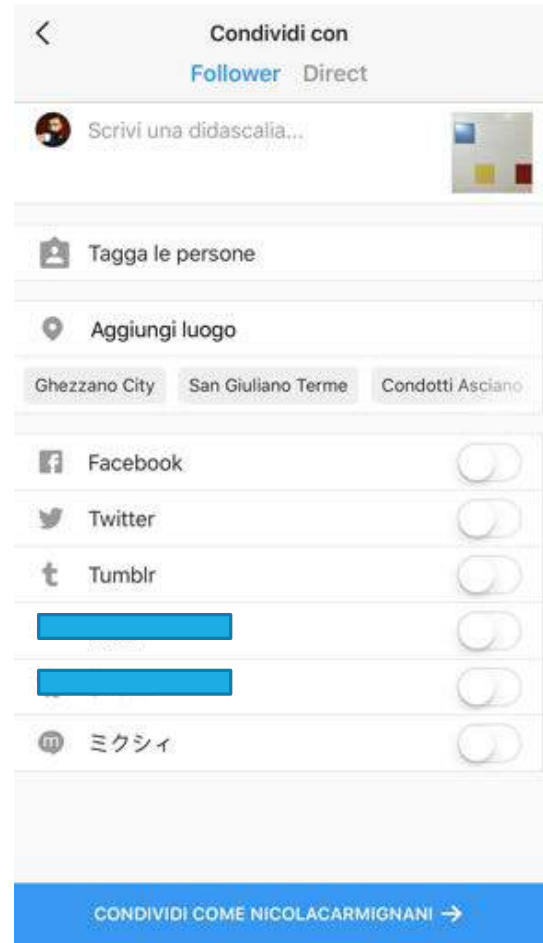 Condividi con
Follower Direct
Scrivi una didascalia...
Tagga le persone
Aggiungi luogo
Ghezzano City San Giuliano Terme Condotti Asciano
Facebook
Twitter
Tumblr
ミクシィ
CONDIVIDI COME NICOLACARMIGNANI →